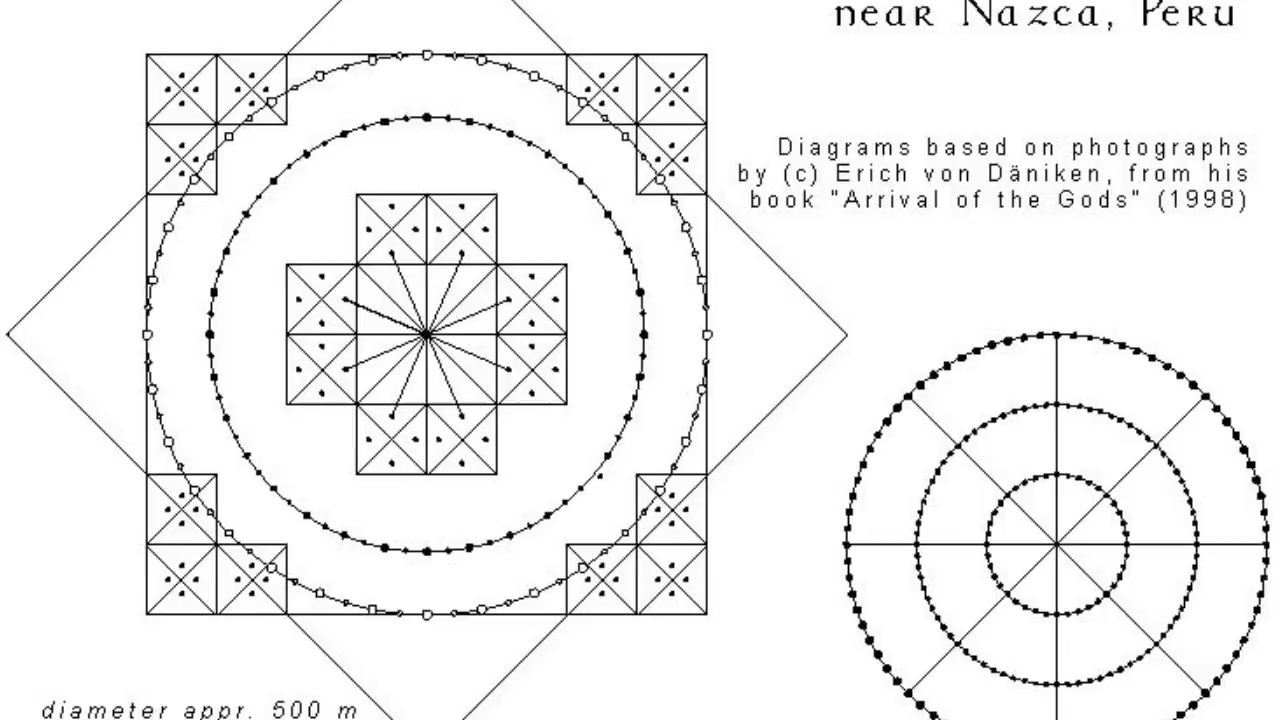 near Nazca, Peru
Diagrams based on photographs
by (c) Erich von Däniken, from his
book "Arrival of the Gods" (1998)
diameter appr. 500 m